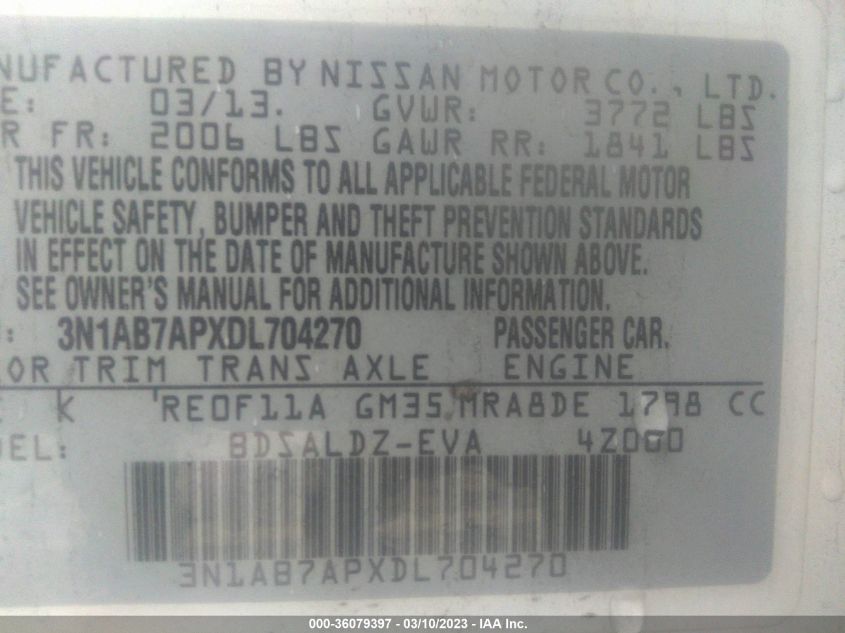 NUFACTURED BY NISSAN MOTOR CO., LTD.
E: 03/13. GVWR: 3772 LBS
R FR: 2006 LBS GAWR RR: 1841 LBS
THIS VEHICLE CONFORMS TO ALL APPLICABLE FEDERAL MOTOR
VEHICLE SAFETY, BUMPER AND THEFT PREVENTION STANDARDS
IN EFFECT ON THE DATE OF MANUFACTURE SHOWN ABOVE.
SEE OWNER'S MANUAL FOR ADDITIONAL INFORMATION.
: 3N1AB7APXDL704270 PASSENGER CAR.
OR TRIM TRANS AXLE ENGINE
K RE0F11A GM35 MRA8DE 1798 CC
EL: BDSALDZ-EVA 4Z000
3N1AB7APXDL704270
000-36079397 - 03/10/2023 - IAA Inc.